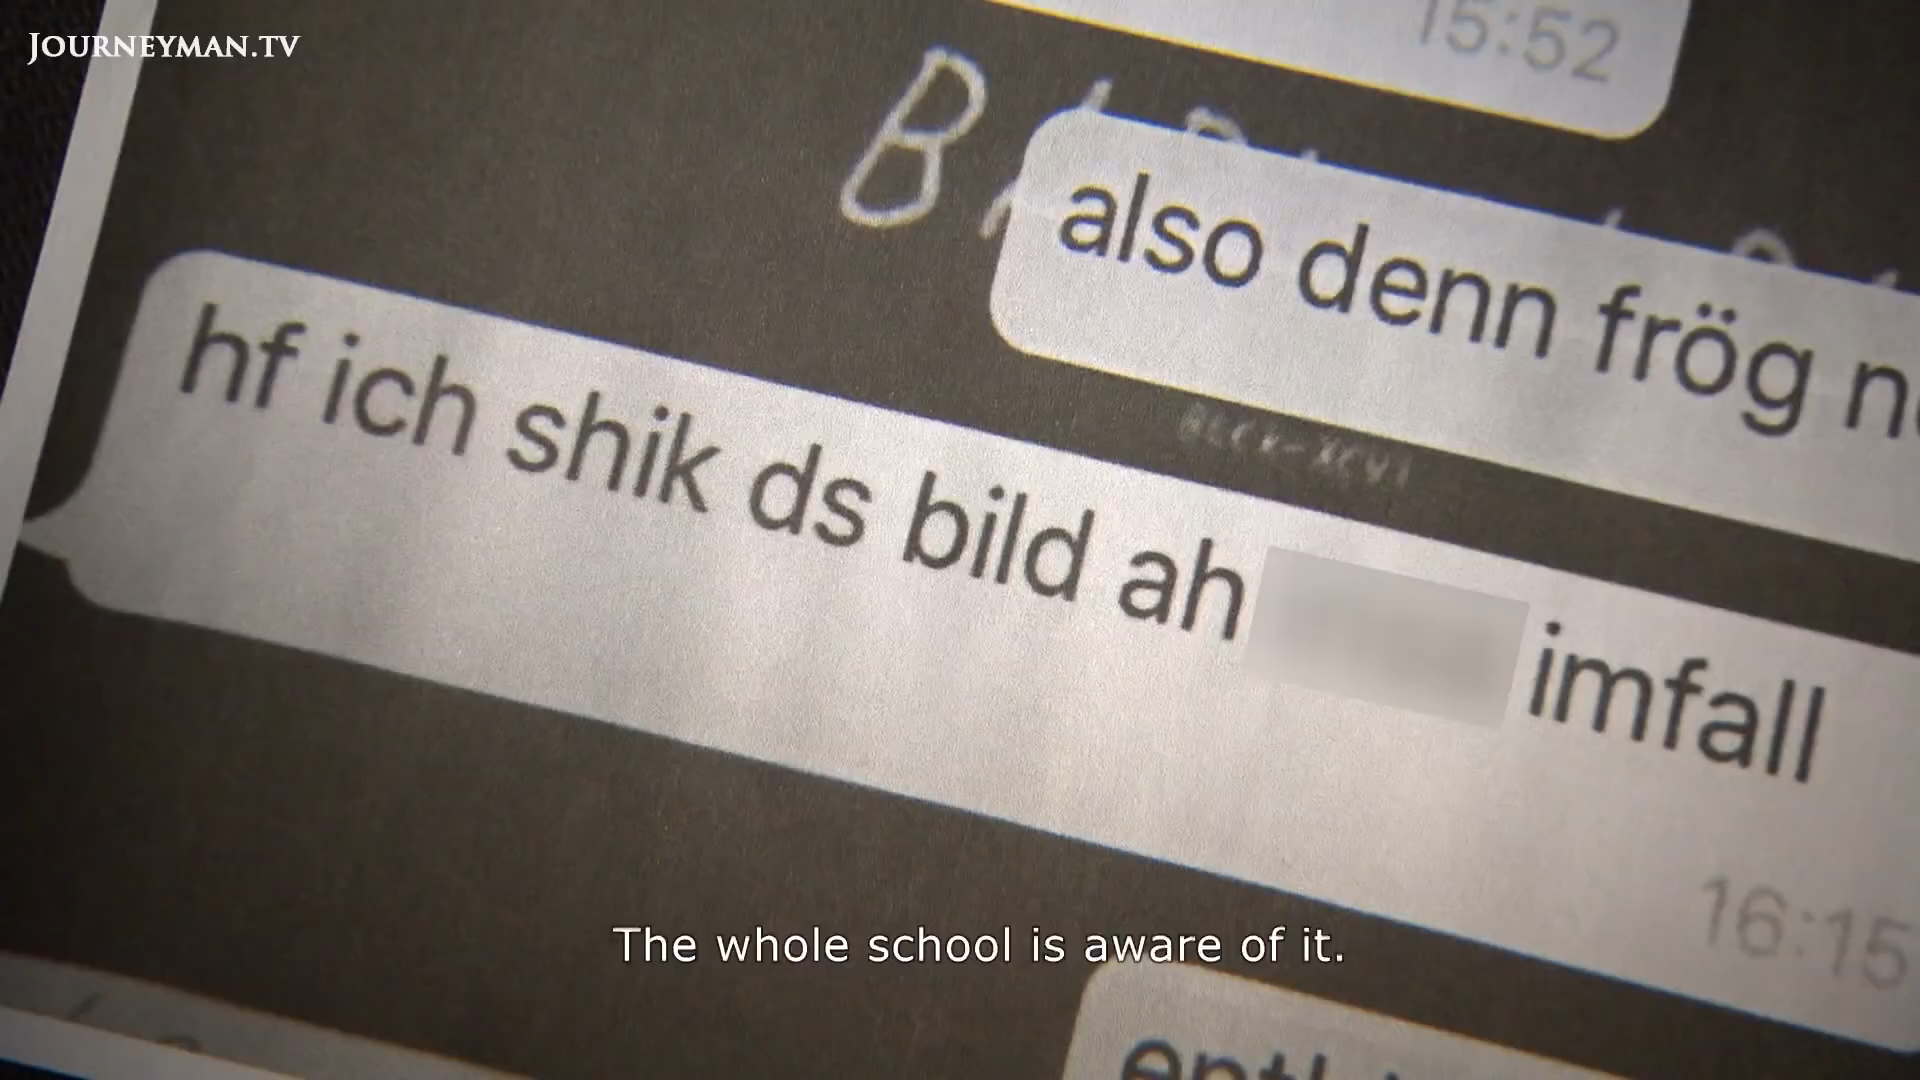 JOURNEYMAN.TV
15:52
also denn frög
hf ich shik ds bild ah imfall
16:15
The whole school is aware of it.